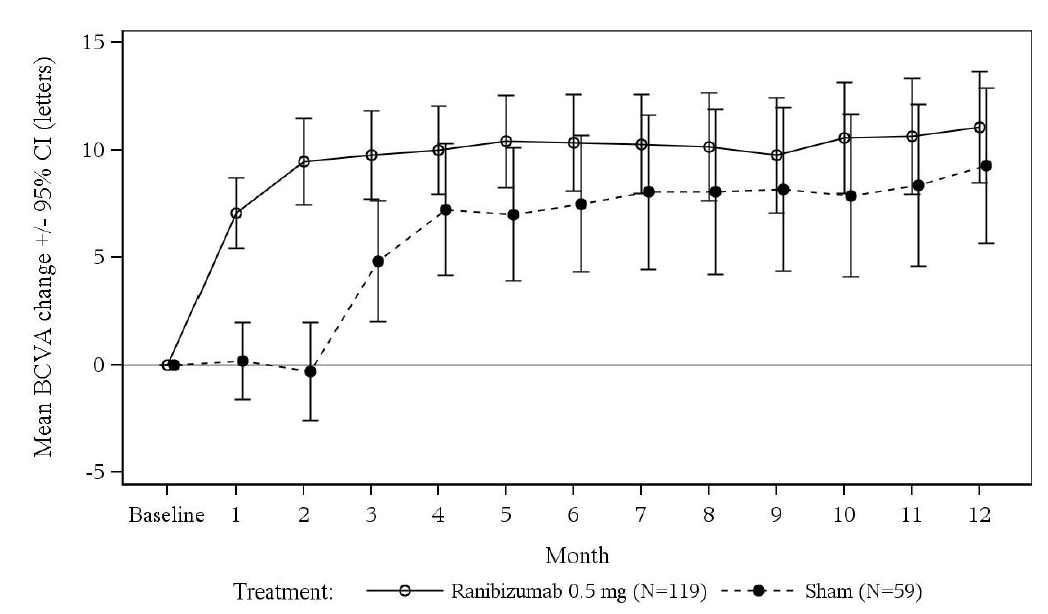 Mean BCVA change +/- 95% CI (letters)
15
10
5
0
-5
Baseline 1 2 3 4 5 6 7 8 9 10 11 12
Month
Treatment: Ranibizumab 0.5 mg (N=119) Sham (N=59)